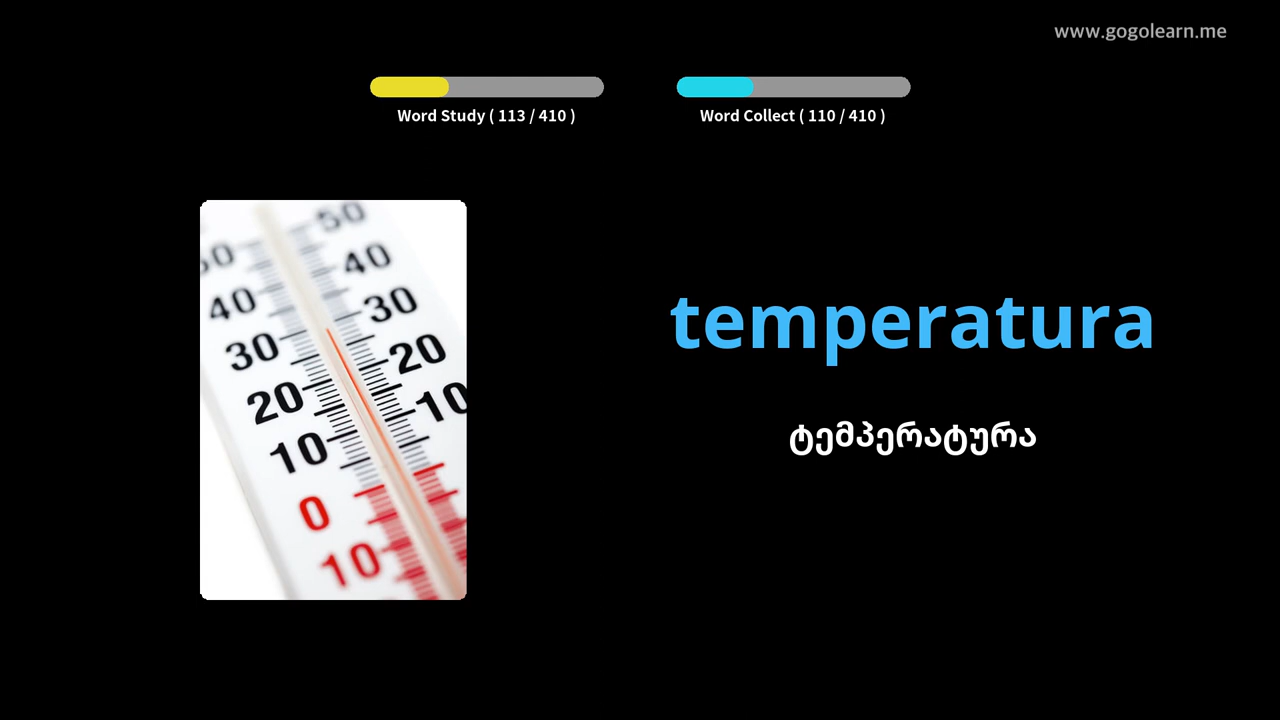 www.gogolearn.me
Word Study ( 113 / 410 )
Word Collect ( 110 / 410 )
temperatura
ტემპერატურა
50
40
30
20
10
40
30
20
10
0
10